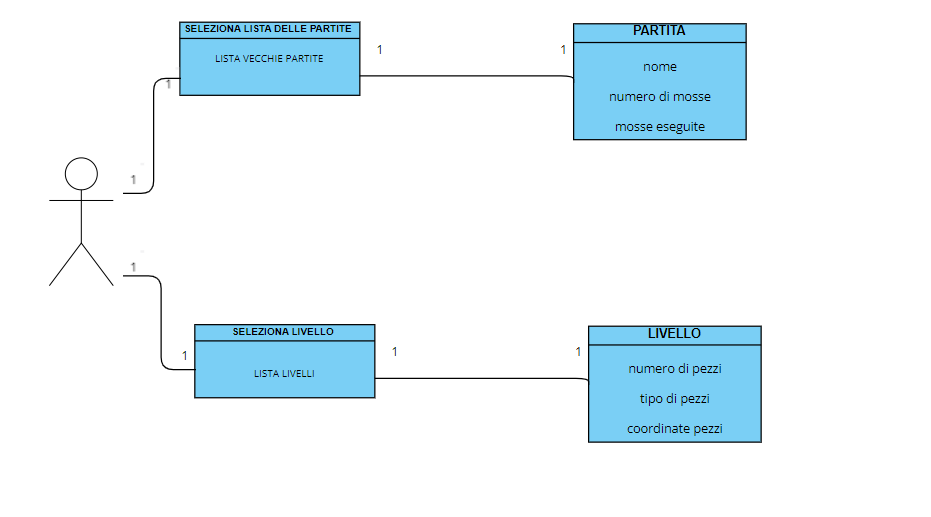 SELEZIONA LISTA DELLE PARTITE
LISTA VECCHIE PARTITE
1
1
PARTITA
nome
numero di mosse
mosse eseguite
1
1
1
1
SELEZIONA LIVELLO
LISTA LIVELLI
1
1
LIVELLO
numero di pezzi
tipo di pezzi
coordinate pezzi